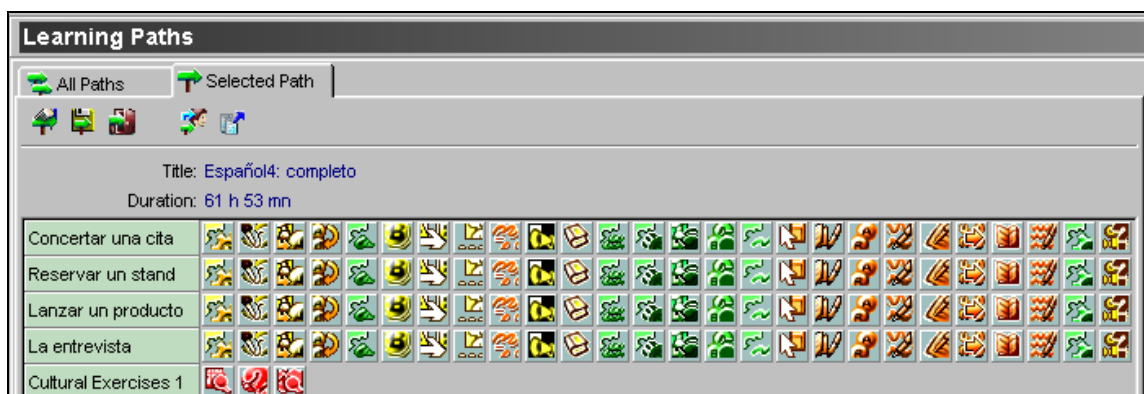 Learning Paths
All Paths
Selected Path
Title: Español4: completo
Duration: 61 h 53 mn
Concertar una cita
Reservar un stand
Lanzar un producto
La entrevista
Cultural Exercises 1